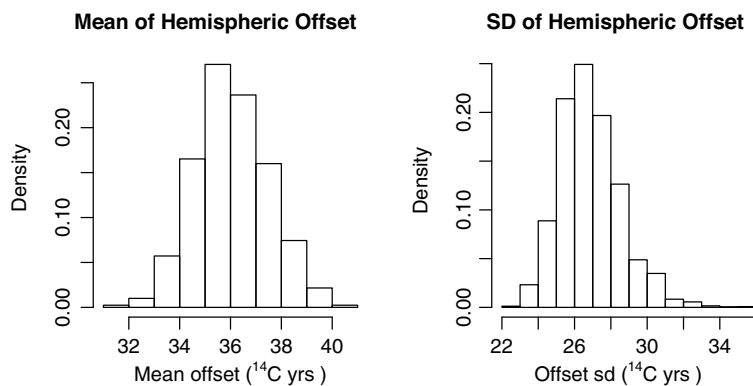 Mean of Hemispheric Offset
Density
0.00 0.10 0.20
32 34 36 38 40
Mean offset (¹⁴C yrs )
SD of Hemispheric Offset
Density
0.00 0.10 0.20
22 26 30 34
Offset sd (¹⁴C yrs )